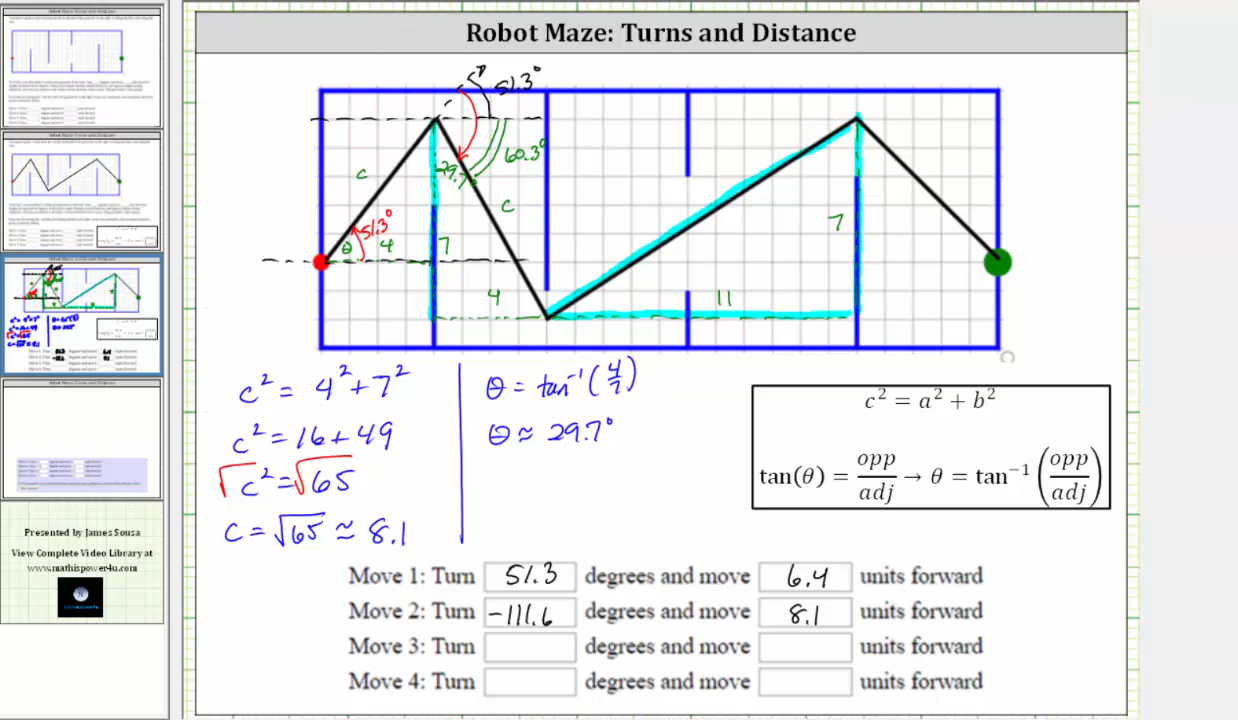 Robot Maze: Turns and Distance
51.3°
60.3°
29.7°
c
51.3°
θ
4
7
c
4
11
7
c² = 4² + 7²
c² = 16 + 49
√c² = √65
c = √65 ≈ 8.1
θ = tan⁻¹(4/7)
θ ≈ 29.7°
c² = a² + b²
tan(θ) = opp/adj → θ = tan⁻¹(opp/adj)
Move 1: Turn 51.3 degrees and move 6.4 units forward
Move 2: Turn -111.6 degrees and move 8.1 units forward
Move 3: Turn degrees and move units forward
Move 4: Turn degrees and move units forward
Presented by James Sousa
View Complete Video Library at
www.mathispower4u.com